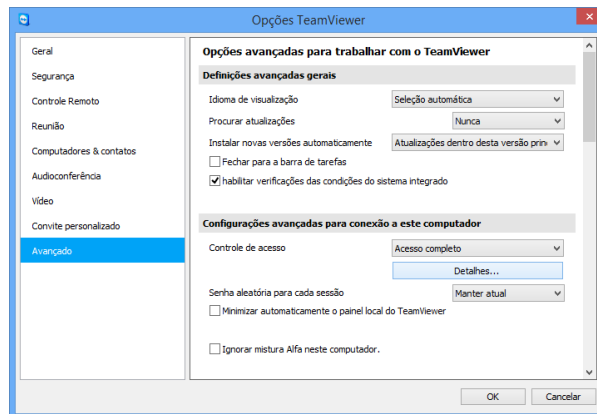 Opções TeamViewer
Geral
Segurança
Controle Remoto
Reunião
Computadores & contatos
Audioconferência
Vídeo
Convite personalizado
Avançado
Opções avançadas para trabalhar com o TeamViewer
Definições avançadas gerais
Idioma de visualização Seleção automática
Procurar atualizações Nunca
Instalar novas versões automaticamente Atualizações dentro desta versão prin
Fechar para a barra de tarefas
habilitar verificações das condições do sistema integrado
Configurações avançadas para conexão a este computador
Controle de acesso Acesso completo
Detalhes...
Senha aleatória para cada sessão Manter atual
Minimizar automaticamente o painel local do TeamViewer
Ignorar mistura Alfa neste computador.
OK Cancelar